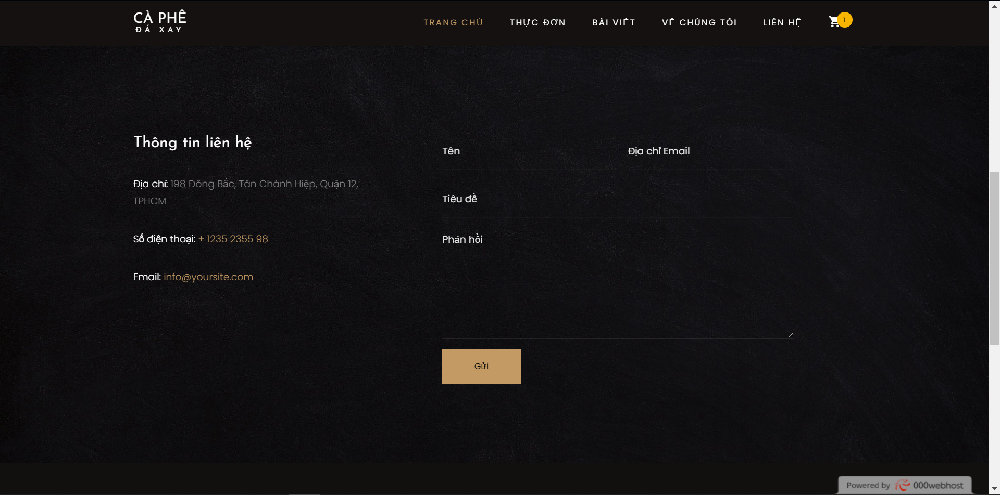 CÀ PHÊ
ĐÁ XAY
TRANG CHỦ
THỰC ĐƠN
BÀI VIẾT
VỀ CHÚNG TÔI
LIÊN HỆ
1
Thông tin liên hệ
Địa chỉ: 198 Đông Bắc, Tân Chánh Hiệp, Quận 12,
TPHCM
Số điện thoại: + 1235 2355 98
Email: info@yoursite.com
Tên
Địa chỉ Email
Tiêu đề
Phản hồi
Gửi
Powered by 000webhost